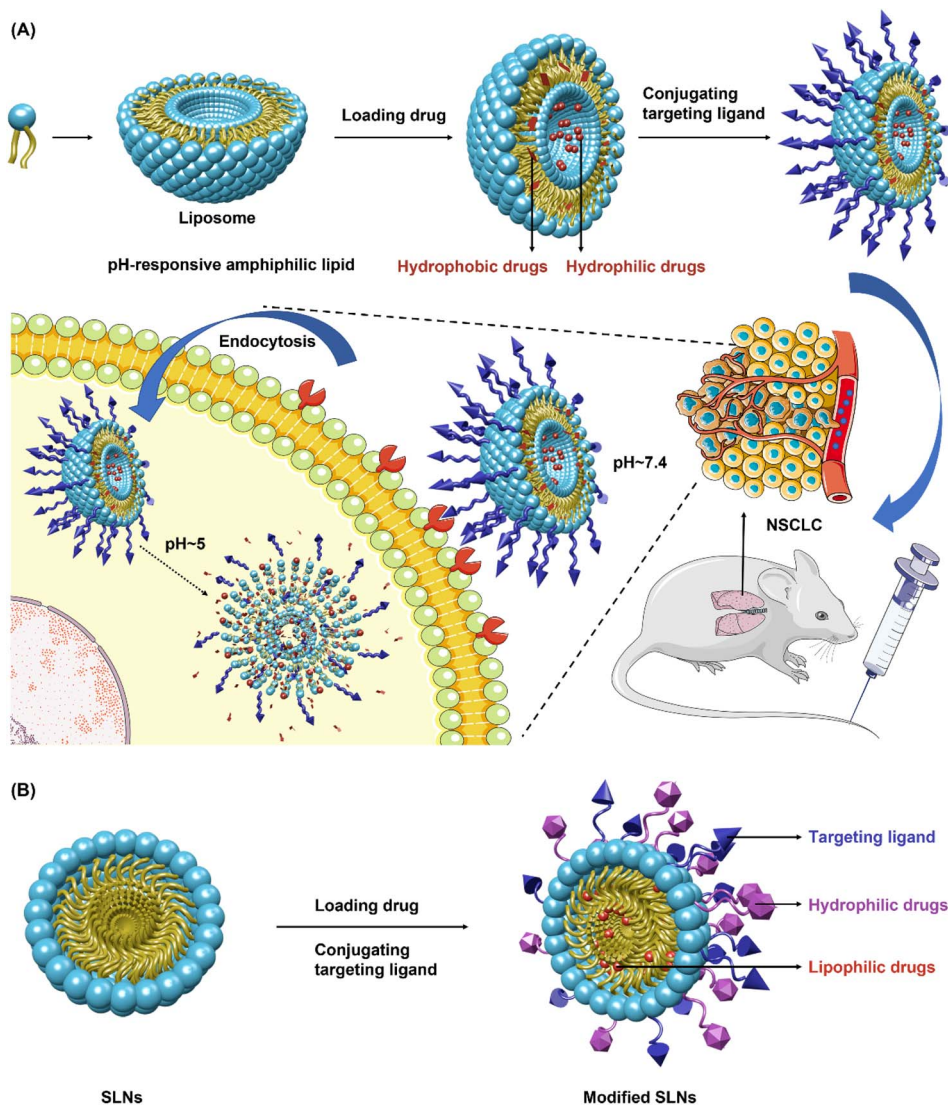 (A)
Loading drug
Conjugating
targeting ligand
Liposome
pH-responsive amphiphilic lipid
Hydrophobic drugs
Hydrophilic drugs
Endocytosis
pH~7.4
pH~5
NSCLC
(B)
Loading drug
Conjugating
targeting ligand
Targeting ligand
Hydrophilic drugs
Lipophilic drugs
SLNs
Modified SLNs